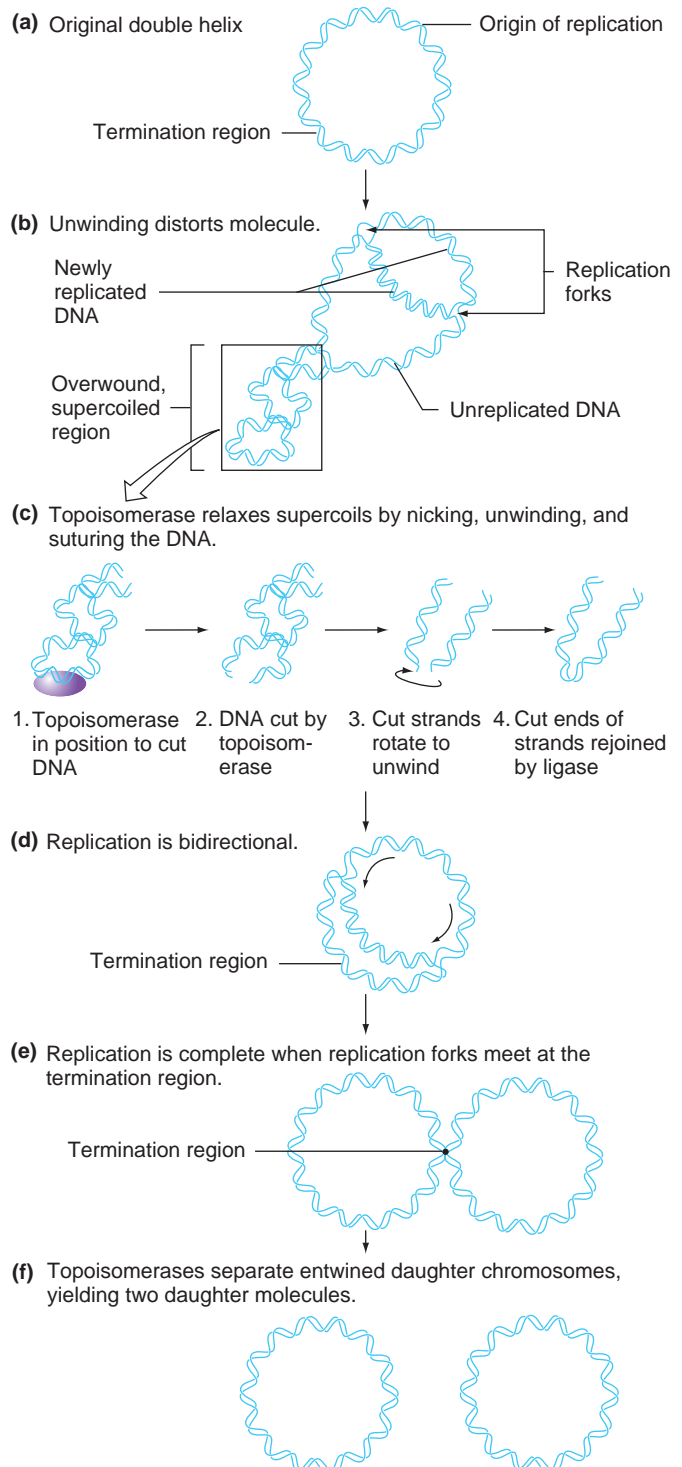 (a) Original double helix
Origin of replication
Termination region
(b) Unwinding distorts molecule.
Newly
replicated
DNA
Replication
forks
Overwound,
supercoiled
region
Unreplicated DNA
(c) Topoisomerase relaxes supercoils by nicking, unwinding, and
suturing the DNA.
1. Topoisomerase
in position to cut
DNA
2. DNA cut by
topoisom-
erase
3. Cut strands
rotate to
unwind
4. Cut ends of
strands rejoined
by ligase
(d) Replication is bidirectional.
Termination region
(e) Replication is complete when replication forks meet at the
termination region.
Termination region
(f) Topoisomerases separate entwined daughter chromosomes,
yielding two daughter molecules.